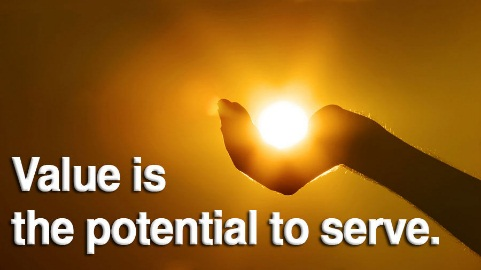 Value is
the potential to serve.